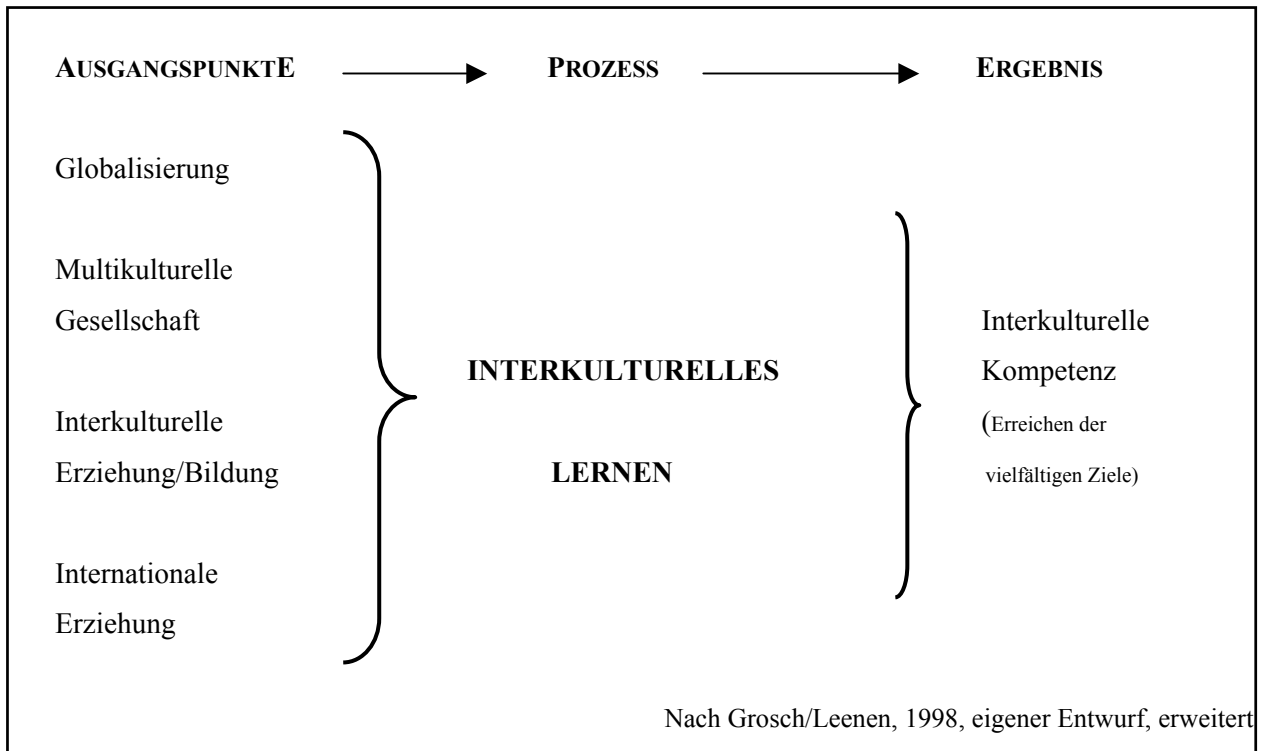 AUSGANGSPUNKTE PROZESS ERGEBNIS
Globalisierung
Multikulturelle
Gesellschaft
Interkulturelle
Erziehung/Bildung
Internationale
Erziehung
INTERKULTURELLES
LERNEN
Interkulturelle
Kompetenz
(Erreichen der
vielfältigen Ziele)
Nach Grosch/Leenen, 1998, eigener Entwurf, erweitert